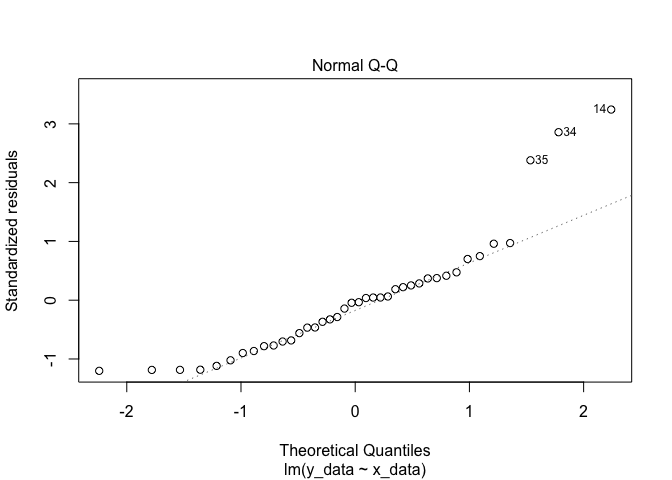 Normal Q-Q
14
34
35
3
2
1
0
-1
Standardized residuals
-2 -1 0 1 2
Theoretical Quantiles
lm(y_data ~ x_data)